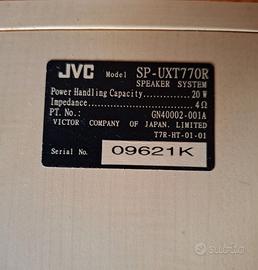 JVC Model SP-UXT770R
SPEAKER SYSTEM
Power Handling Capacity 20 W
Impedance 4Ω
PT. No.: GN40002-001A
VICTOR COMPANY OF JAPAN, LIMITED
T7R-HT-01-01
Serial No. 09621K
subito